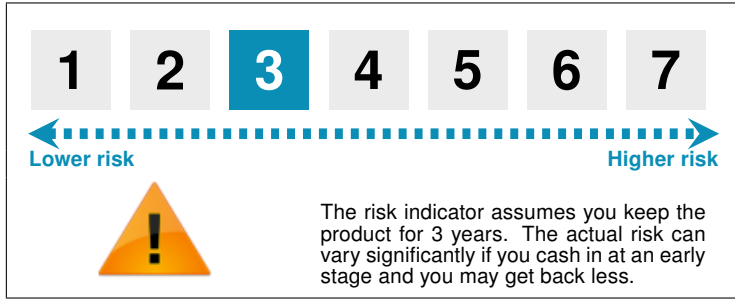 1 2 3 4 5 6 7
Lower risk Higher risk
!
The risk indicator assumes you keep the
product for 3 years. The actual risk can
vary significantly if you cash in at an early
stage and you may get back less.